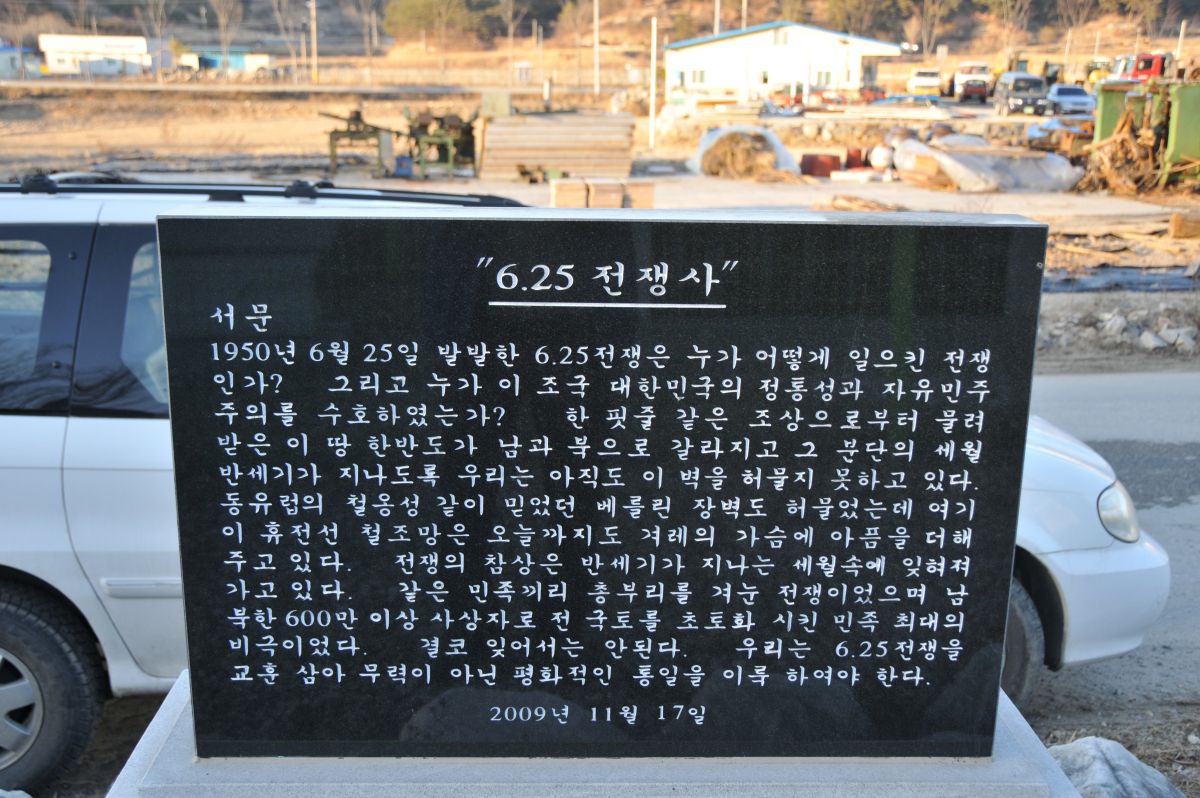 "6.25 전쟁사"
서문
1950년 6월 25일 발발한 6.25전쟁은 누가 어떻게 일으킨 전쟁
인가? 그리고 누가 이 조국 대한민국의 정통성과 자유민주
주의를 수호하였는가? 한 핏줄 같은 조상으로부터 물려
받은 이 땅 한반도가 남과 북으로 갈라지고 그 분단의 세월
반세기가 지나도록 우리는 아직도 이 벽을 허물지 못하고 있다.
동유럽의 철옹성 같이 믿었던 베를린 장벽도 허물었는데 여기
이 휴전선 철조망은 오늘까지도 겨레의 가슴에 아픔을 더해
주고 있다. 전쟁의 참상은 반세기가 지나는 세월속에 잊혀져
가고 있다. 같은 민족끼리 총부리를 겨눈 전쟁이었으며 남
북한 600만 이상 사상자로 전 국토를 초토화 시킨 민족 최대의
비극이었다. 결코 잊어서는 안된다. 우리는 6.25전쟁을
교훈 삼아 무력이 아닌 평화적인 통일을 이룩 하여야 한다.
2009년 11월 17일